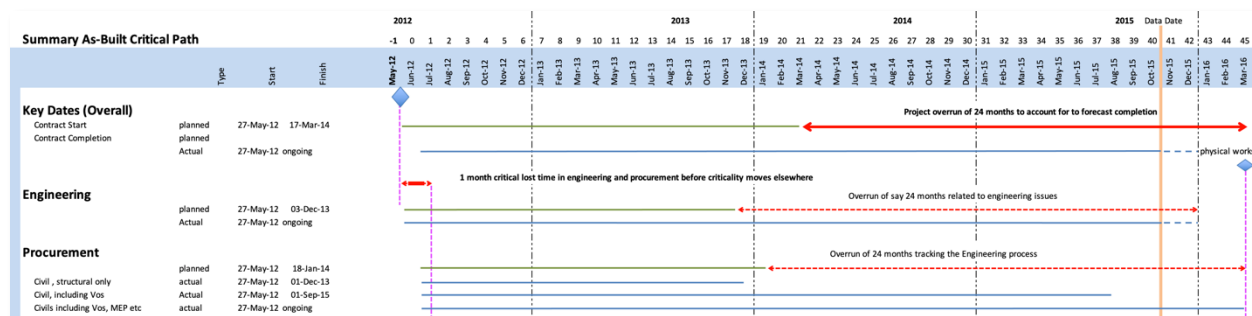 2012 2013 2014 2015 Data Date
Summary As-Built Critical Path -1 0 1 2 3 4 5 6 7 8 9 10 11 12 13 14 15 16 17 18 19 20 21 22 23 24 25 26 27 28 29 30 31 32 33 34 35 36 37 38 39 40 41 42 43 44 45
Type Start Finish May-12 Jun-12 Jul-12 Aug-12 Sep-12 Oct-12 Nov-12 Dec-12 Jan-13 Feb-13 Mar-13 Apr-13 May-13 Jun-13 Jul-13 Aug-13 Sep-13 Oct-13 Nov-13 Dec-13 Jan-14 Feb-14 Mar-14 Apr-14 May-14 Jun-14 Jul-14 Aug-14 Sep-14 Oct-14 Nov-14 Dec-14 Jan-15 Feb-15 Mar-15 Apr-15 May-15 Jun-15 Jul-15 Aug-15 Sep-15 Oct-15 Nov-15 Dec-15 Jan-16 Feb-16 Mar-16
Key Dates (Overall) Project overrun of 24 months to account for to forecast completion
Contract Start planned 27-May-12 17-Mar-14
Contract Completion planned
Actual 27-May-12 ongoing physical works
1 month critical lost time in engineering and procurement before criticality moves elsewhere
Engineering Overrun of say 24 months related to engineering issues
planned 27-May-12 03-Dec-13
Actual 27-May-12 ongoing
Procurement Overrun of 24 months tracking the Engineering process
planned 27-May-12 18-Jan-14
Civil , structural only actual 27-May-12 01-Dec-13
Civil, including Vos Actual 27-May-12 01-Sep-15
Civils including Vos, MEP etc actual 27-May-12 ongoing